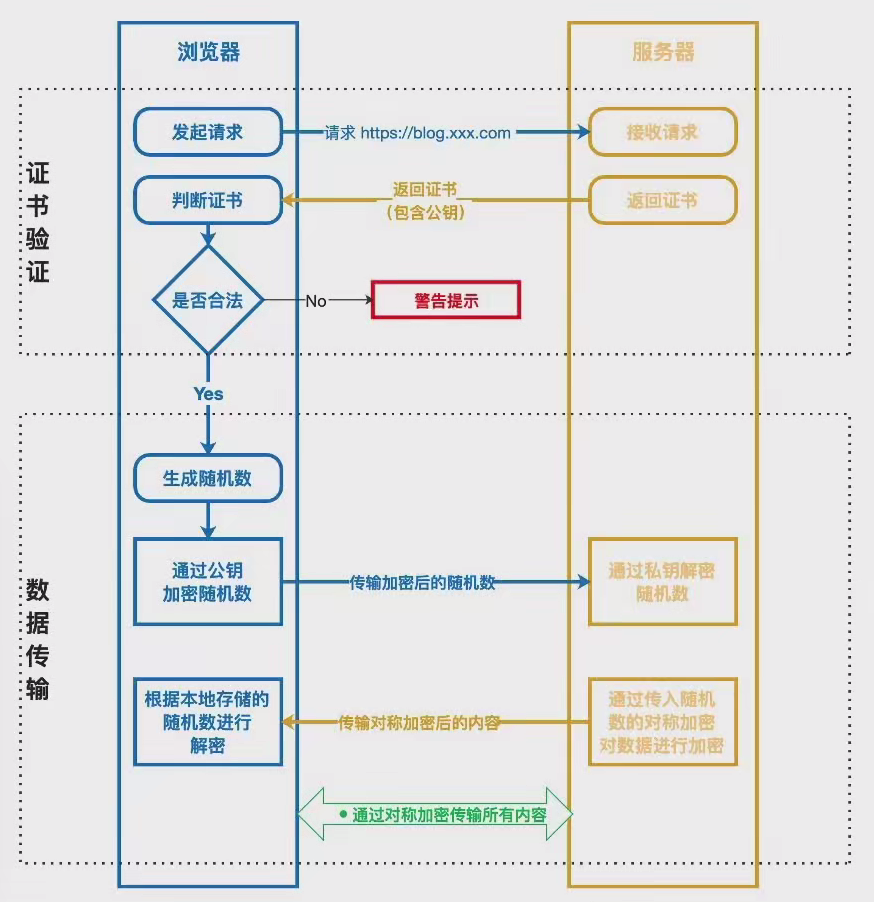 浏览器
服务器
证
书
验
证
发起请求
请求 https://blog.xxx.com
接收请求
判断证书
返回证书
（包含公钥）
返回证书
是否合法
No
警告提示
Yes
数
据
传
输
生成随机数
通过公钥
加密随机数
传输加密后的随机数
通过私钥解密
随机数
根据本地存储的
随机数进行
解密
传输对称加密后的内容
通过传入随机
数的对称加密
对数据进行加密
• 通过对称加密传输所有内容